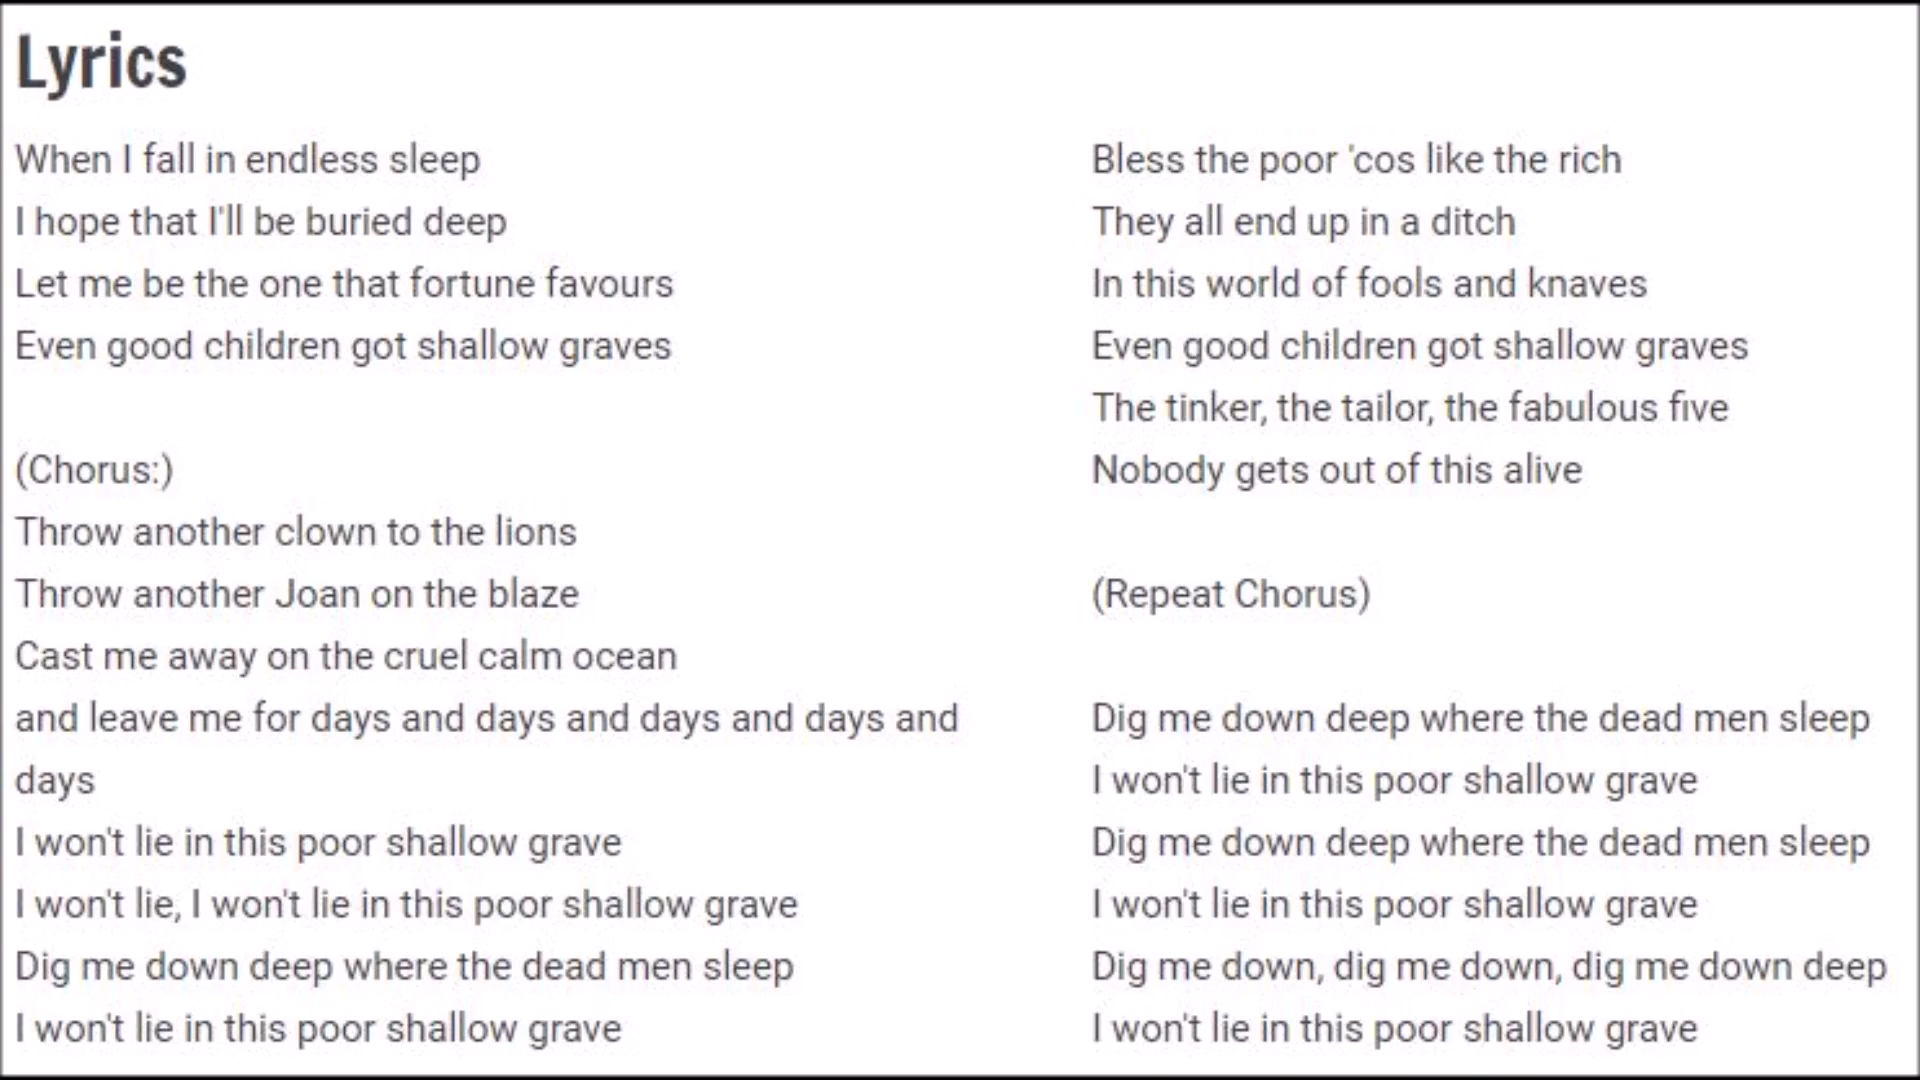 Lyrics
When I fall in endless sleep
I hope that I'll be buried deep
Let me be the one that fortune favours
Even good children got shallow graves
(Chorus:)
Throw another clown to the lions
Throw another Joan on the blaze
Cast me away on the cruel calm ocean
and leave me for days and days and days and days and
days
I won't lie in this poor shallow grave
I won't lie, I won't lie in this poor shallow grave
Dig me down deep where the dead men sleep
I won't lie in this poor shallow grave
Bless the poor 'cos like the rich
They all end up in a ditch
In this world of fools and knaves
Even good children got shallow graves
The tinker, the tailor, the fabulous five
Nobody gets out of this alive
(Repeat Chorus)
Dig me down deep where the dead men sleep
I won't lie in this poor shallow grave
Dig me down deep where the dead men sleep
I won't lie in this poor shallow grave
Dig me down, dig me down, dig me down deep
I won't lie in this poor shallow grave